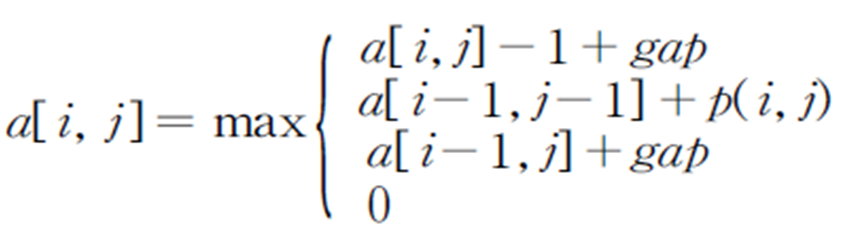 a[i, j]−1+gap
a[i−1, j−1]+p(i, j)
a[i, j]= max{
a[i−1, j]+gap
0